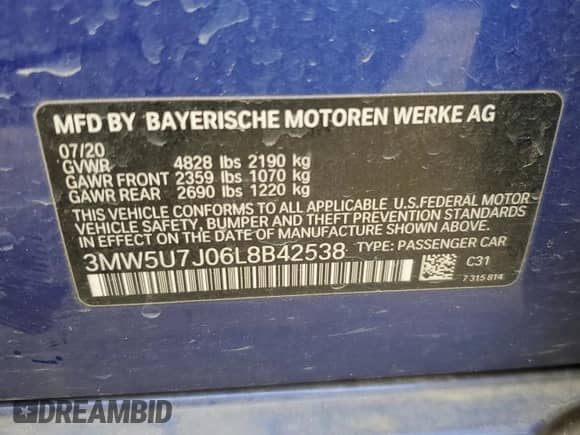 MFD BY BAYERISCHE MOTOREN WERKE AG
07/20
GVWR 4828 lbs 2190 kg
GAWR FRONT 2359 lbs 1070 kg
GAWR REAR 2690 lbs 1220 kg
THIS VEHICLE CONFORMS TO ALL APPLICABLE U.S.FEDERAL MOTOR
VEHICLE SAFETY, BUMPER AND THEFT PREVENTION STANDARDS
IN EFFECT ON THE DATE OF MANUFACTURE SHOWN ABOVE.
3MW5U7J06L8B42538 TYPE: PASSENGER CAR
C31
7 315 814
DREAMBID